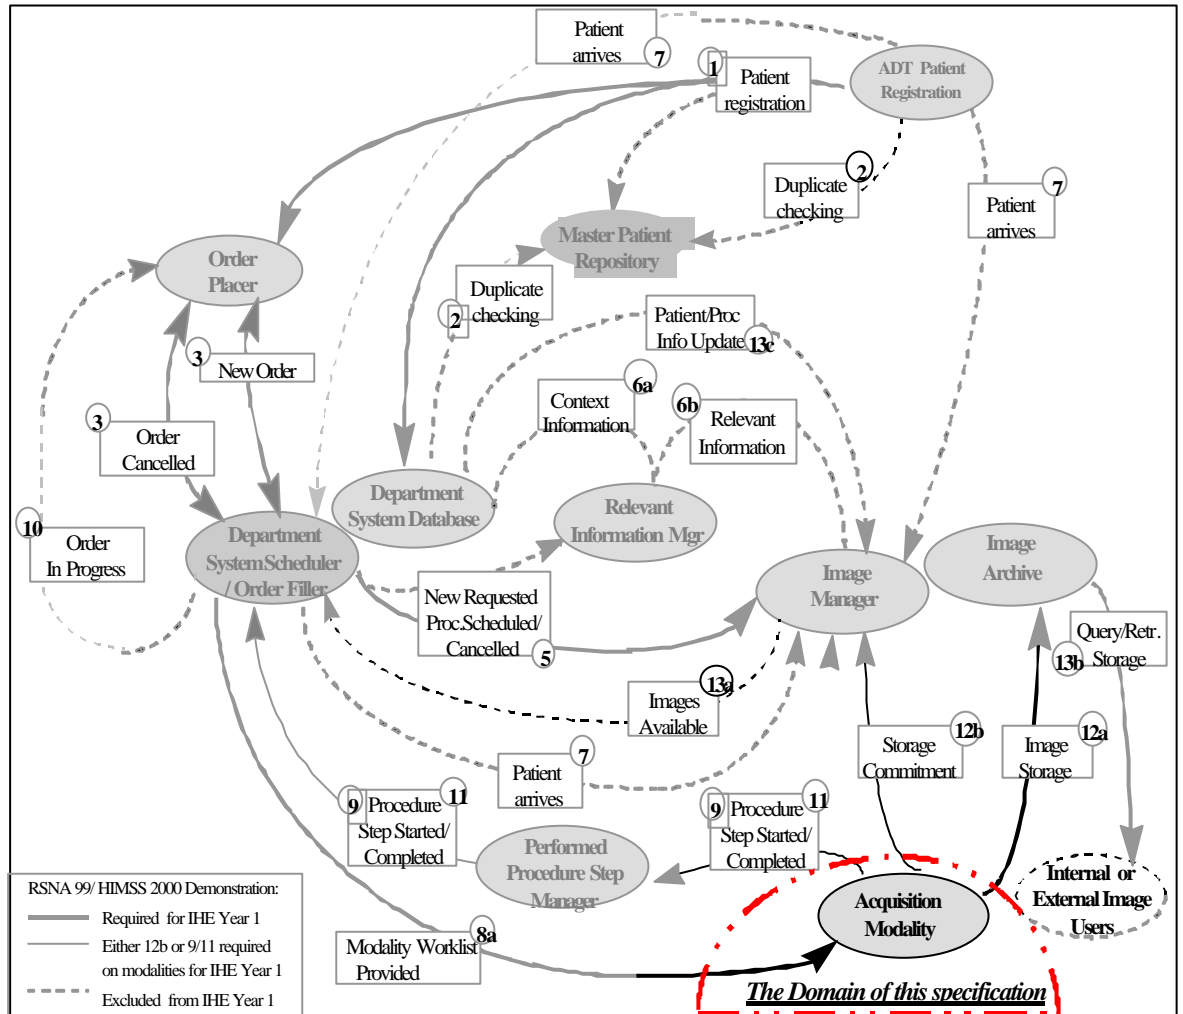 Patient
arrives
7
1
Patient
registration
ADT Patient
Registration
2
Duplicate
checking
7
Patient
arrives
Master Patient
Repository
Order
Placer
Duplicate
checking
2
Patient/Proc
Info Update
13c
3
New Order
6a
Context
Information
6b
Relevant
Information
3
Order
Cancelled
Department
System Database
Relevant
Information Mgr
10
Order
In Progress
Department
System Scheduler
/ Order Filler
Image
Manager
Image
Archive
New Requested
Proc.Scheduled/
Cancelled
5
Query/Retr.
Storage
13b
13a
Images
Available
12b
Storage
Commitment
12a
Image
Storage
7
Patient
arrives
9
11
Procedure
Step Started/
Completed
9
11
Procedure
Step Started/
Completed
Performed
Procedure Step
Manager
Acquisition
Modality
Internal or
External Image
Users
RSNA 99/ HIMSS 2000 Demonstration:
Required for IHE Year 1
Either 12b or 9/11 required
on modalities for IHE Year 1
Excluded from IHE Year 1
8a
Modality Worklist
Provided
The Domain of this specification